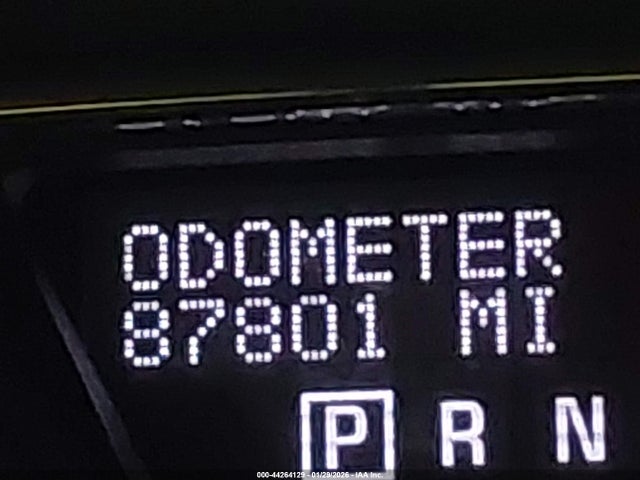 ODOMETER
87801 MI
P R N
000-44264129 - 01/29/2026 - IAA Inc.